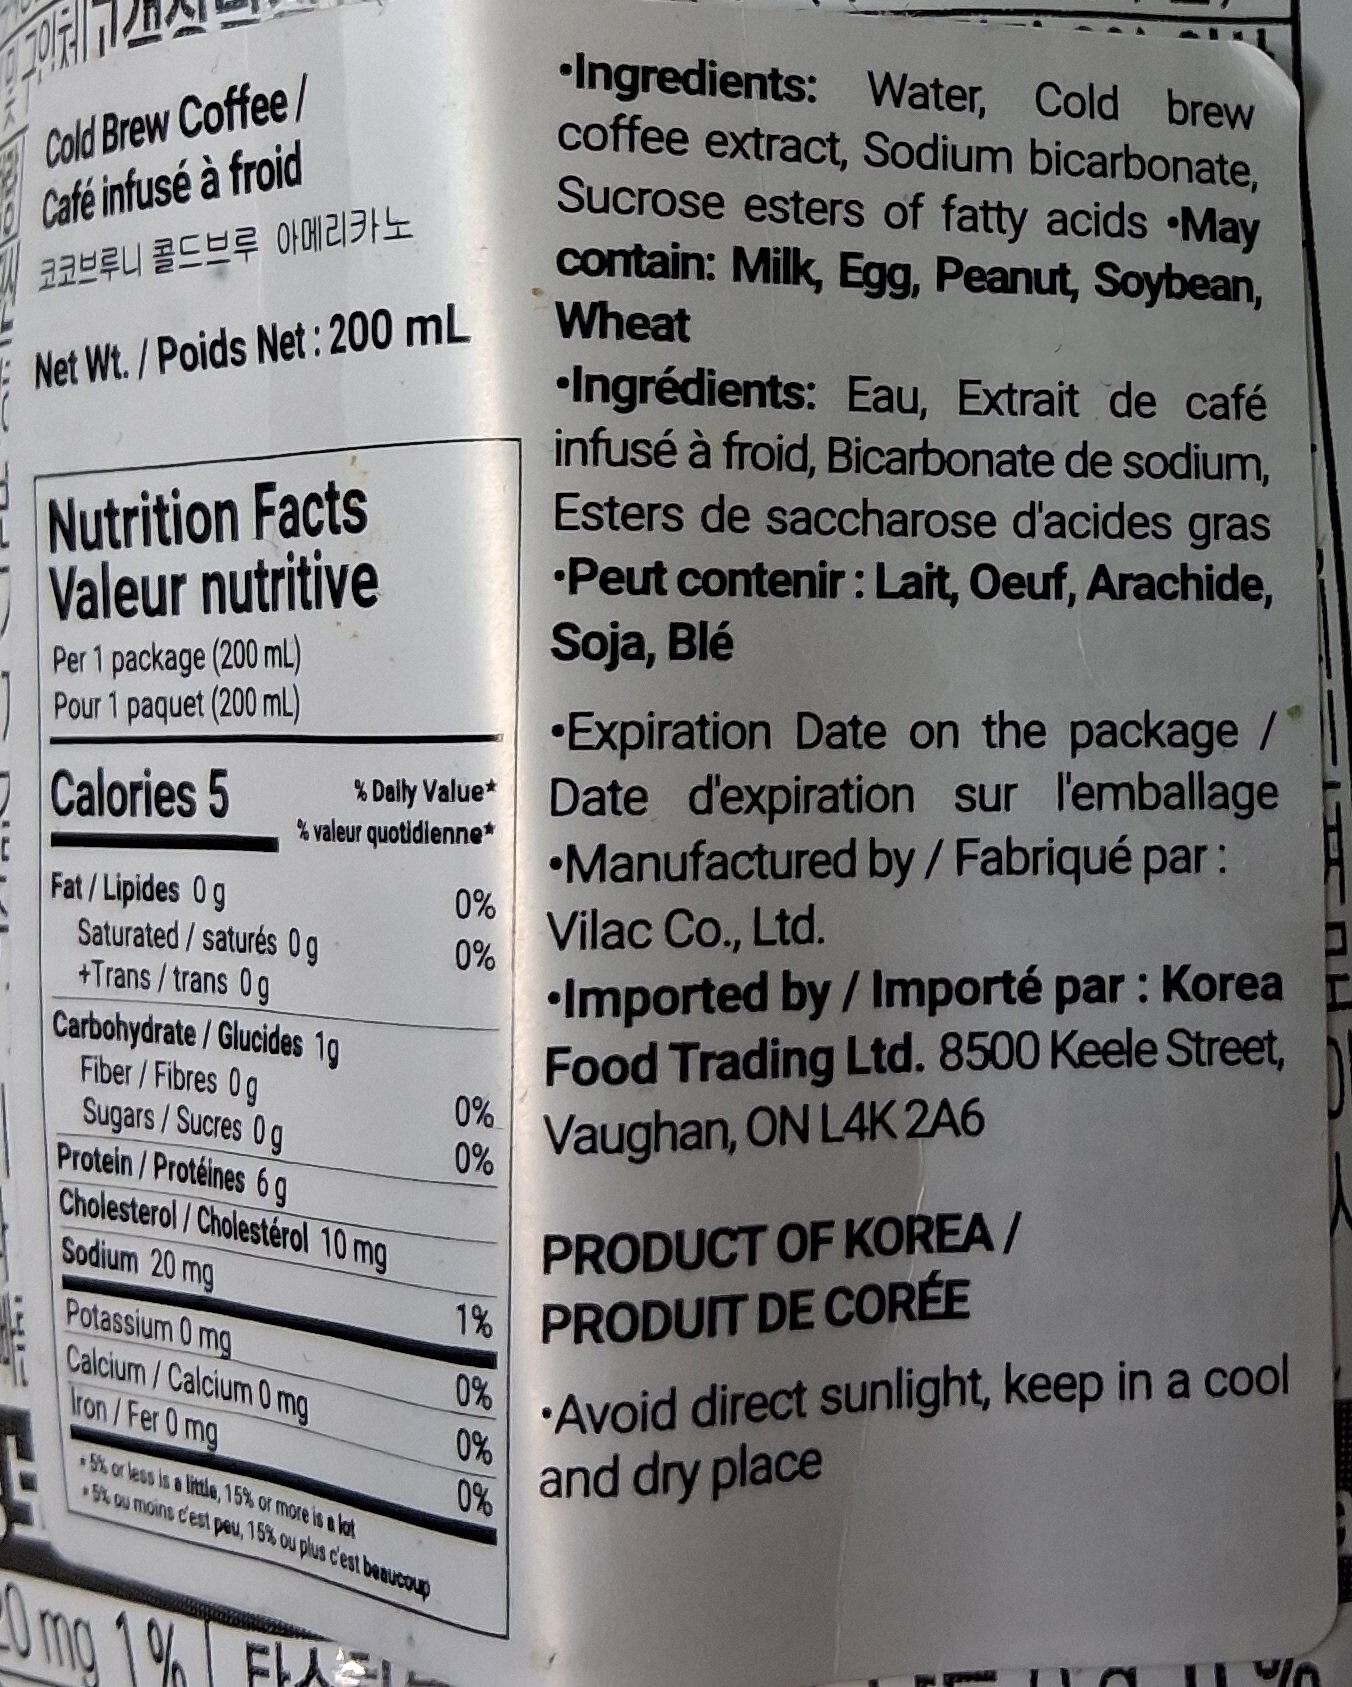 Cold Brew Coffee /
Café infusé à froid
코코브루니 콜드브루 아메리카노
Net Wt. / Poids Net : 200 mL
Nutrition Facts
Valeur nutritive
Per 1 package (200 mL)
Pour 1 paquet (200 mL)
Calories 5
% Daily Value*
% valeur quotidienne*
Fat / Lipides 0 g 0%
Saturated / saturés 0 g 0%
+Trans / trans 0 g
Carbohydrate / Glucides 1g
Fiber / Fibres 0 g 0%
Sugars / Sucres 0 g 0%
Protein / Protéines 6 g
Cholesterol / Cholestérol 10 mg
Sodium 20 mg 1%
Potassium 0 mg 0%
Calcium / Calcium 0 mg 0%
Iron / Fer 0 mg 0%
* 5% or less is a little, 15% or more is a lot
* 5% ou moins c'est peu, 15% ou plus c'est beaucoup
•Ingredients: Water, Cold brew
coffee extract, Sodium bicarbonate,
Sucrose esters of fatty acids •May
contain: Milk, Egg, Peanut, Soybean,
Wheat
•Ingrédients: Eau, Extrait de café
infusé à froid, Bicarbonate de sodium,
Esters de saccharose d'acides gras
•Peut contenir : Lait, Oeuf, Arachide,
Soja, Blé
•Expiration Date on the package /
Date d'expiration sur l'emballage
•Manufactured by / Fabriqué par :
Vilac Co., Ltd.
•Imported by / Importé par : Korea
Food Trading Ltd. 8500 Keele Street,
Vaughan, ON L4K 2A6
PRODUCT OF KOREA /
PRODUIT DE CORÉE
•Avoid direct sunlight, keep in a cool
and dry place
mg 1%